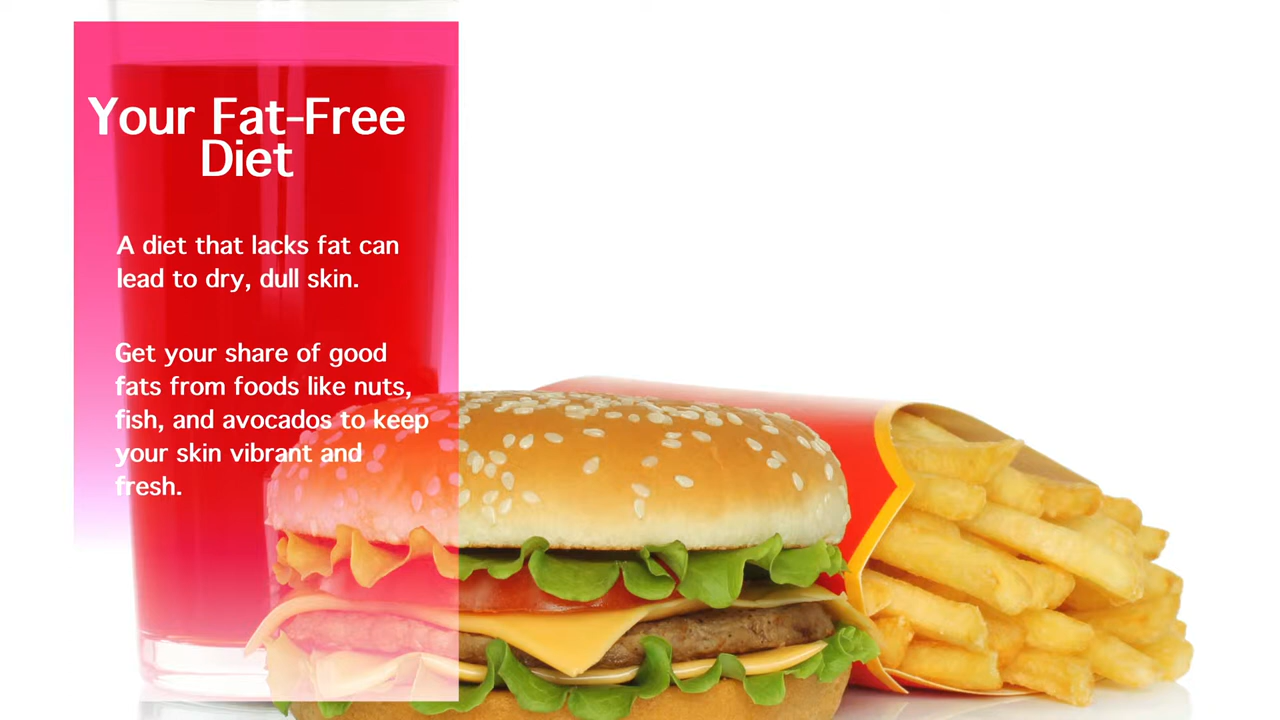 Your Fat-Free
Diet
A diet that lacks fat can
lead to dry, dull skin.
Get your share of good
fats from foods like nuts,
fish, and avocados to keep
your skin vibrant and
fresh.